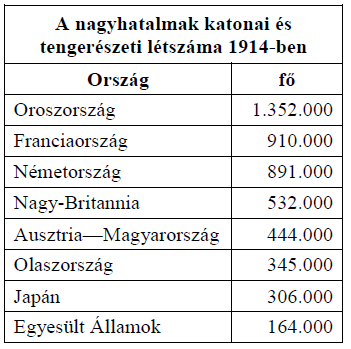 A nagyhatalmak katonai és
tengerészeti létszáma 1914-ben
Ország fő
Oroszország 1.352.000
Franciaország 910.000
Németország 891.000
Nagy-Britannia 532.000
Ausztria—Magyarország 444.000
Olaszország 345.000
Japán 306.000
Egyesült Államok 164.000